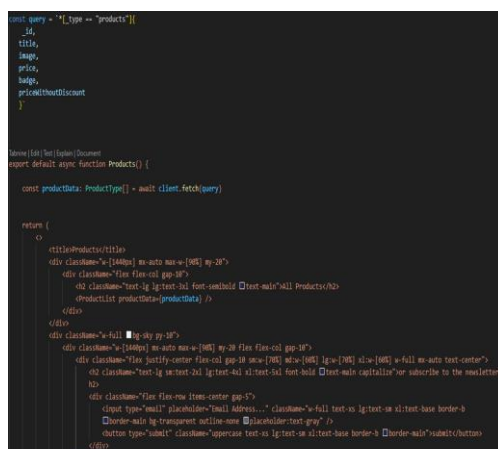 const query = `*[_type == "products"]{
_id,
title,
image,
price,
badge,
priceWithoutDiscount
}`
Tabnine | Edit | Test | Explain | Document
export default async function Products() {
const productData: ProductType[] = await client.fetch(query)
return (
<>
<title>Products</title>
<div className="w-[1440px] mx-auto max-w-[90%] my-20">
<div className="flex flex-col gap-10">
<h2 className="text-lg lg:text-3xl font-semibold text-main">All Products</h2>
<ProductList productData={productData} />
</div>
</div>
<div className="w-full bg-sky py-10">
<div className="w-[1440px] mx-auto max-w-[90%] my-20 flex flex-col gap-10">
<div className="flex justify-center flex-col gap-10 sm:w-[70%] md:w-[60%] lg:w-[70%] xl:w-[60%] w-full mx-auto text-center">
<h2 className="text-lg sm:text-2xl lg:text-4xl xl:text-5xl font-bold text-main capitalize">or subscribe to the newsletter</
h2>
<div className="flex flex-row items-center gap-5">
<input type="email" placeholder="Email Address..." className="w-full text-xs lg:text-sm xl:text-base border-b
border-main bg-transparent outline-none placeholder:text-gray" />
<button type="submit" className="uppercase text-xs lg:text-sm xl:text-base border-b border-main">submit</button>
</div>